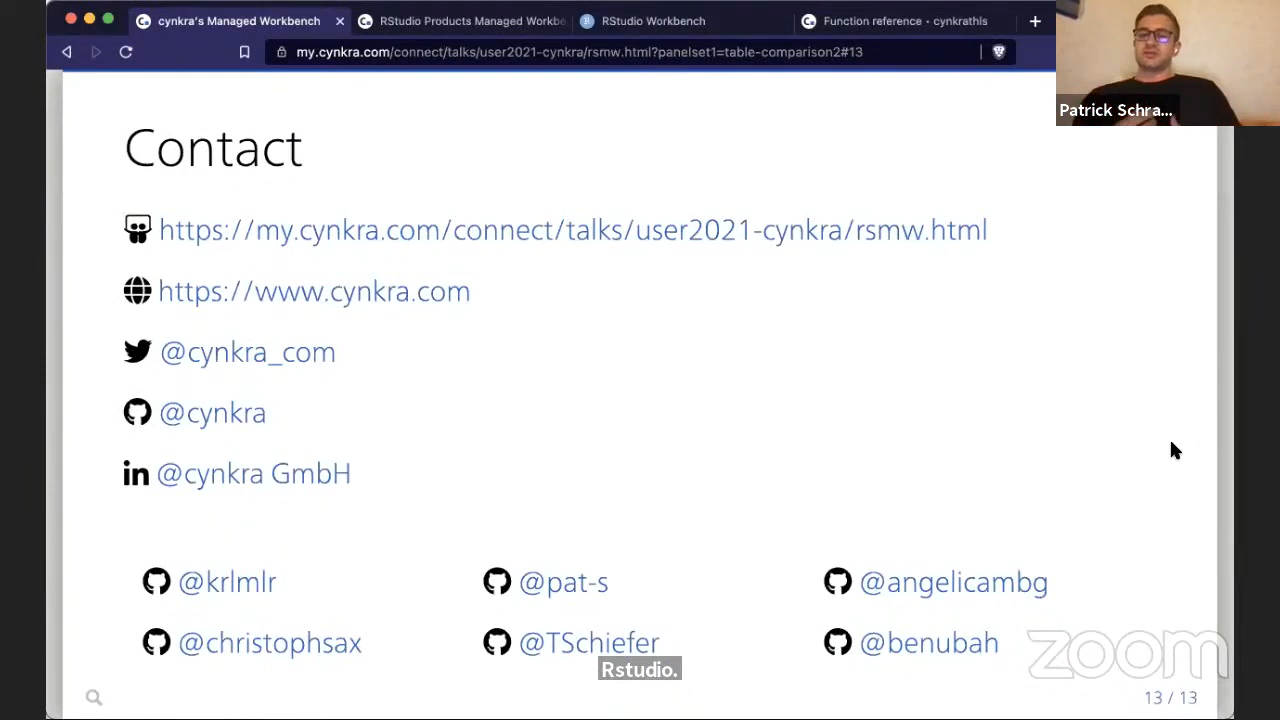 cynkra's Managed Workbench
RStudio Products Managed Workb
RStudio Workbench
Function reference • cynkrathis
my.cynkra.com/connect/talks/user2021-cynkra/rsmw.html?panelset1=table-comparison2#13
Patrick Schra...
Contact
https://my.cynkra.com/connect/talks/user2021-cynkra/rsmw.html
https://www.cynkra.com
@cynkra_com
@cynkra
in @cynkra GmbH
@krlmlr @pat-s @angelicambg
@christophsax @TSchiefer @benubah
Rstudio.
zoom
13 / 13